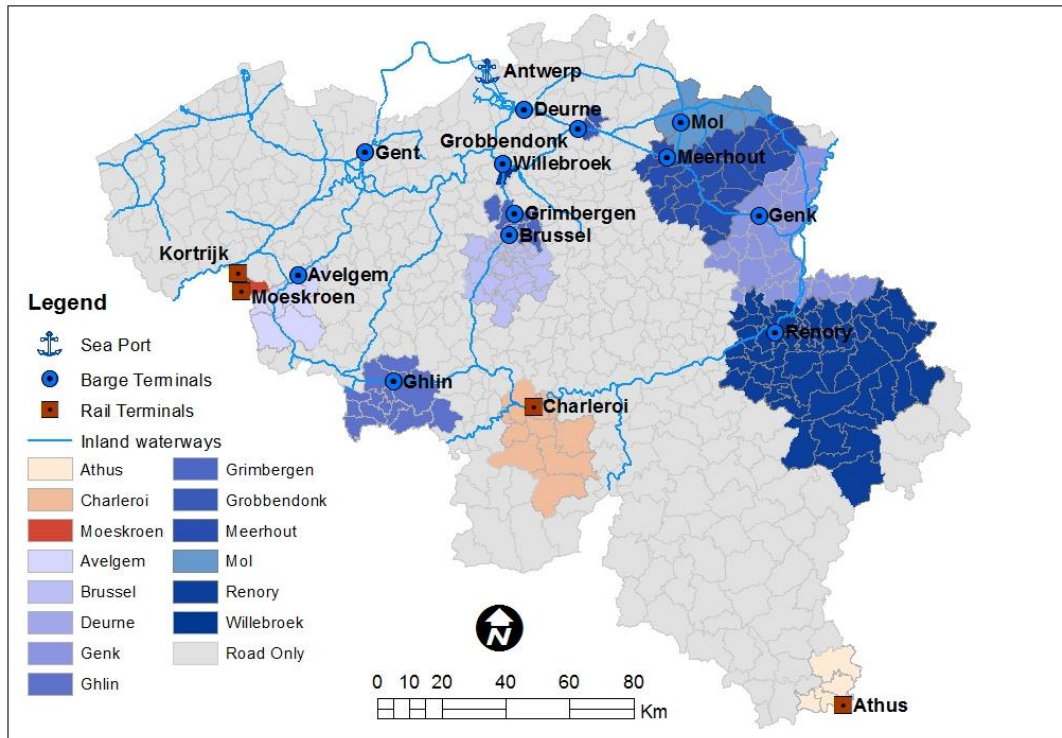 Antwerp
Deurne
Grobbendonk
Mol
Gent
Willebroek
Meerhout
Grimbergen
Genk
Brussel
Kortrijk
Avelgem
Moeskroen
Renory
Ghlin
Charleroi
Athus
Legend
Sea Port
Barge Terminals
Rail Terminals
Inland waterways
Athus
Charleroi
Moeskroen
Avelgem
Brussel
Deurne
Genk
Ghlin
Grimbergen
Grobbendonk
Meerhout
Mol
Renory
Willebroek
Road Only
N
0 10 20 40 60 80
Km